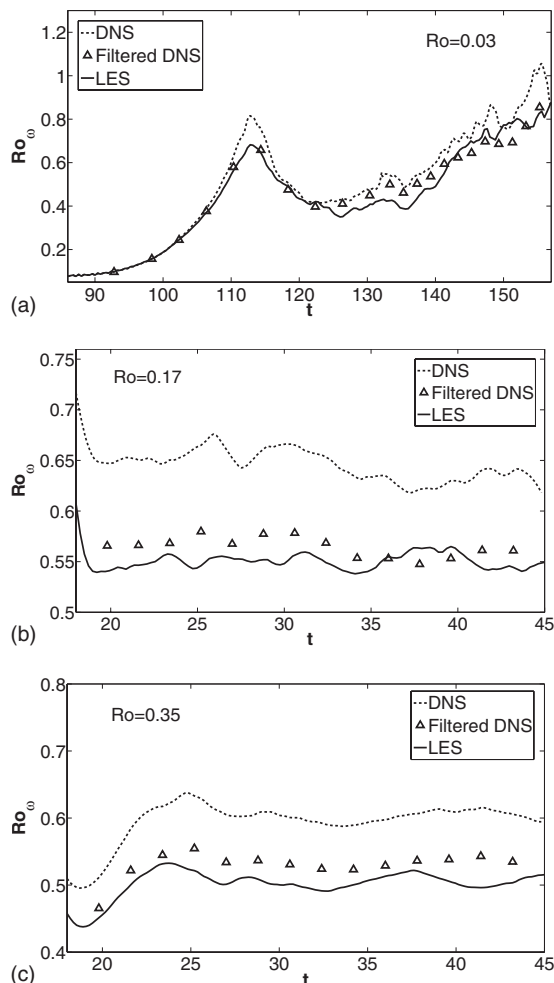 DNS
Filtered DNS
LES
Ro=0.03
1.2
1
0.8
0.6
0.4
0.2
Ro_ω
90 100 110 120 130 140 150
t
(a)
Ro=0.17
DNS
Filtered DNS
LES
0.75
0.7
0.65
0.6
0.55
0.5
Ro_ω
20 25 30 35 40 45
t
(b)
Ro=0.35
DNS
Filtered DNS
LES
0.8
0.7
0.6
0.5
0.4
Ro_ω
20 25 30 35 40 45
t
(c)